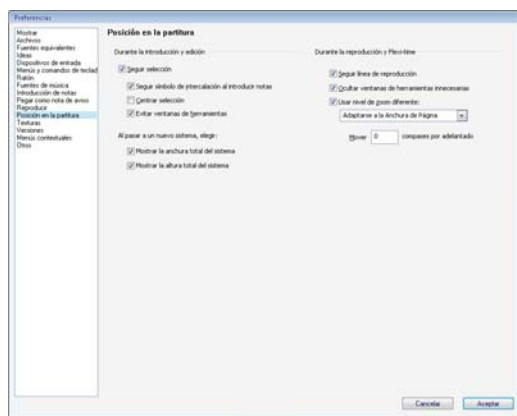 Preferencias
Mostrar
Archivos
Fuentes equivalentes
Ideas
Dispositivos de entrada
Menús y comandos de teclad
Ratón
Fuentes de música
Introducción de notas
Pegar como nota de aviso
Reproducir
Posición en la partitura
Texturas
Versiones
Menús contextuales
Otros
Posición en la partitura
Durante la introducción y edición
Seguir selección
Seguir símbolo de intercalación al introducir notas
Centrar selección
Evitar ventanas de herramientas
Al pasar a un nuevo sistema, elegir:
Mostrar la anchura total del sistema
Mostrar la altura total del sistema
Durante la reproducción y Flexi-time
Seguir línea de reproducción
Ocultar ventanas de herramientas innecesarias
Usar nivel de zoom diferente:
Adaptarse a la Anchura de Página
Mover 0 compases por adelantado
Cancelar Aceptar